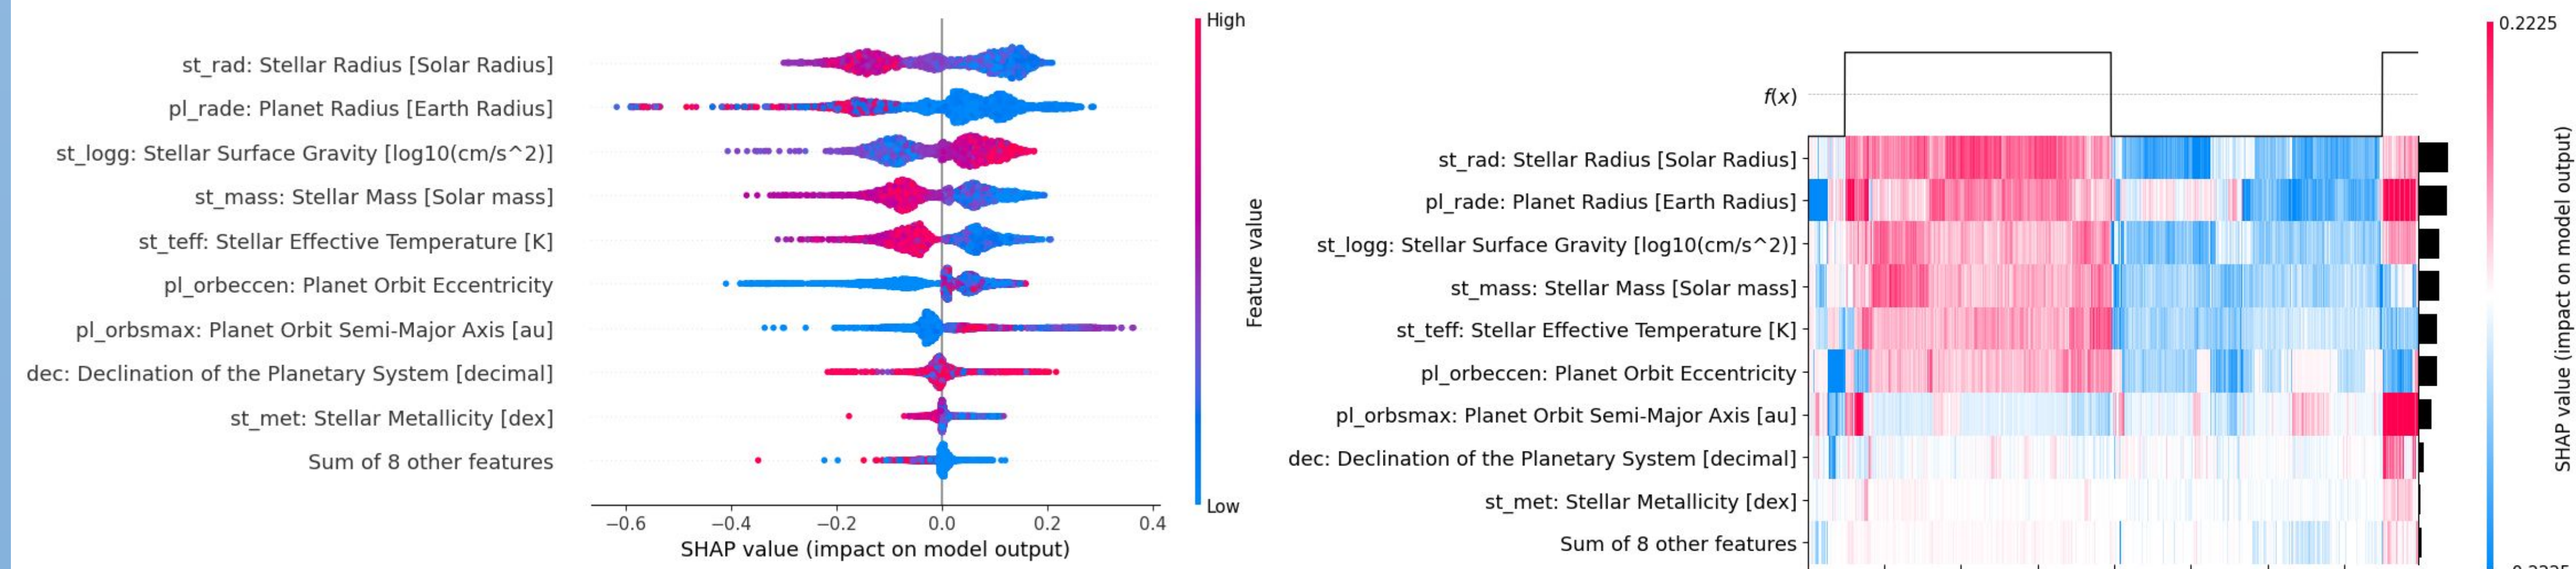 st_rad: Stellar Radius [Solar Radius]
pl_rade: Planet Radius [Earth Radius]
st_logg: Stellar Surface Gravity [log10(cm/s^2)]
st_mass: Stellar Mass [Solar mass]
st_teff: Stellar Effective Temperature [K]
pl_orbeccen: Planet Orbit Eccentricity
pl_orbsmax: Planet Orbit Semi-Major Axis [au]
dec: Declination of the Planetary System [decimal]
st_met: Stellar Metallicity [dex]
Sum of 8 other features
−0.6 −0.4 −0.2 0.0 0.2 0.4
SHAP value (impact on model output)
High
Feature value
Low
f(x)
st_rad: Stellar Radius [Solar Radius]
pl_rade: Planet Radius [Earth Radius]
st_logg: Stellar Surface Gravity [log10(cm/s^2)]
st_mass: Stellar Mass [Solar mass]
st_teff: Stellar Effective Temperature [K]
pl_orbeccen: Planet Orbit Eccentricity
pl_orbsmax: Planet Orbit Semi-Major Axis [au]
dec: Declination of the Planetary System [decimal]
st_met: Stellar Metallicity [dex]
Sum of 8 other features
0.2225
SHAP value (impact on model output)